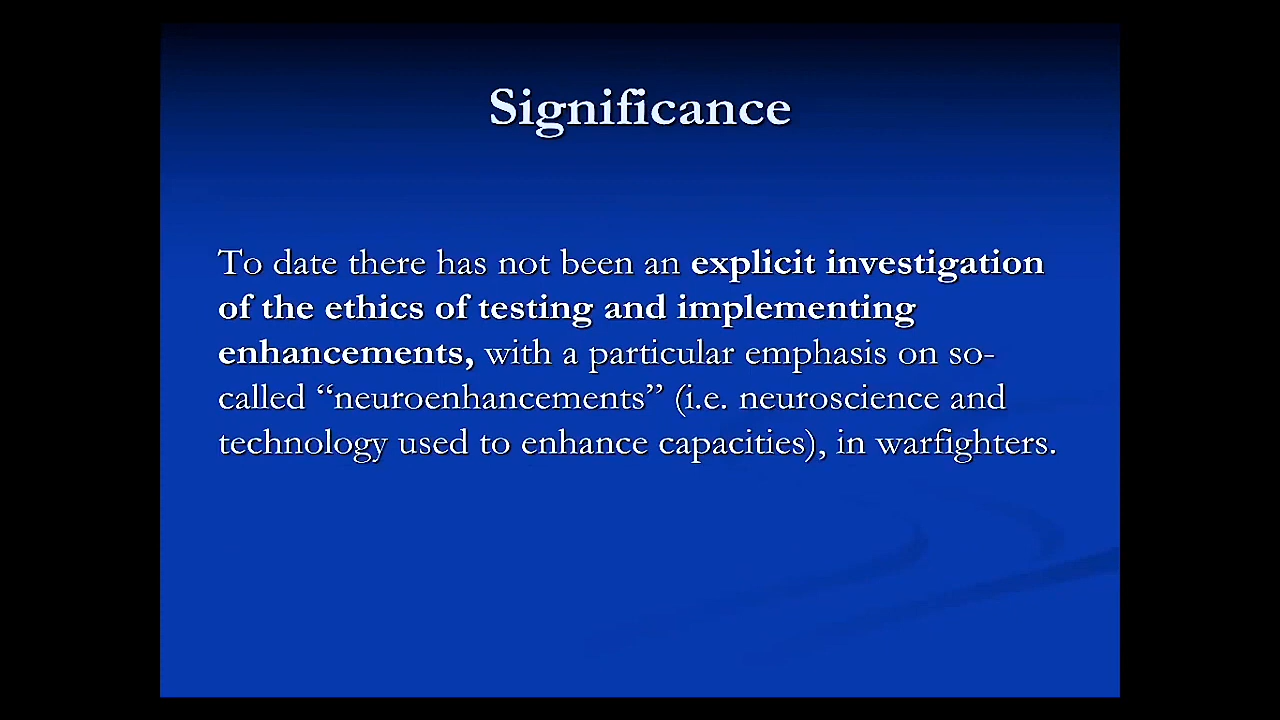 Significance
To date there has not been an explicit investigation
of the ethics of testing and implementing
enhancements, with a particular emphasis on so-
called “neuroenhancements” (i.e. neuroscience and
technology used to enhance capacities), in warfighters.